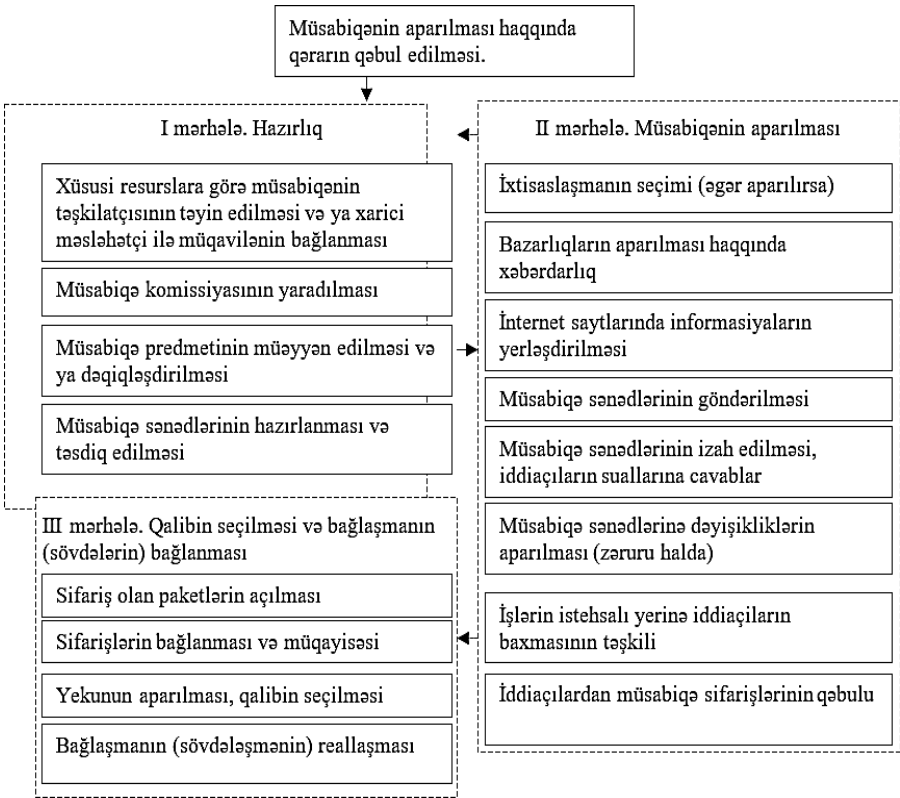 Müsabiqənin aparılması haqqında
qərarın qəbul edilməsi.
I mərhələ. Hazırlıq
Xüsusi resurslara görə müsabiqənin
təşkilatçısının təyin edilməsi və ya xarici
məsləhətçi ilə müqavilənin bağlanması
Müsabiqə komissiyasının yaradılması
Müsabiqə predmetinin müəyyən edilməsi və
ya dəqiqləşdirilməsi
Müsabiqə sənədlərinin hazırlanması və
təsdiq edilməsi
II mərhələ. Müsabiqənin aparılması
İxtisaslaşmanın seçimi (əgər aparılırsa)
Bazarlıqların aparılması haqqında
xəbərdarlıq
İnternet saytlarında informasiyaların
yerləşdirilməsi
Müsabiqə sənədlərinin göndərilməsi
Müsabiqə sənədlərinin izah edilməsi,
iddiaçıların suallarına cavablar
Müsabiqə sənədlərinə dəyişikliklərin
aparılması (zəruru halda)
İşlərin istehsalı yerinə iddiaçıların
baxmasının təşkili
İddiaçılardan müsabiqə sifarişlərinin qəbulu
III mərhələ. Qalibin seçilməsi və bağlaşmanın
(sövdələrin) bağlanması
Sifariş olan paketlərin açılması
Sifarişlərin bağlanması və müqayisəsi
Yekunun aparılması, qalibin seçilməsi
Bağlaşmanın (sövdələşmənin) reallaşması